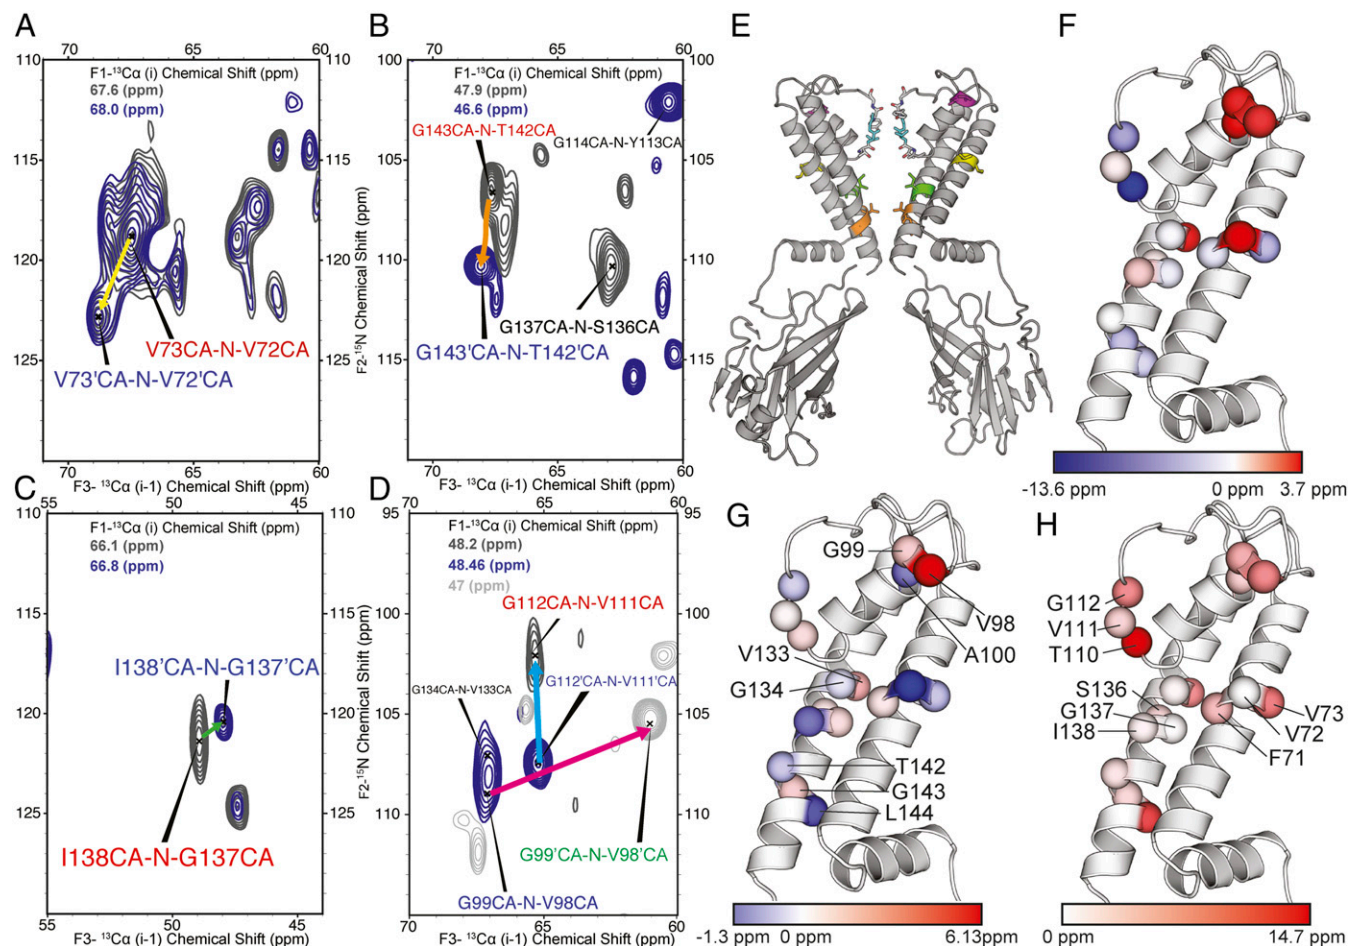 A
70
65
60
110
110
F1-¹³Cα (i) Chemical Shift (ppm)
67.6 (ppm)
68.0 (ppm)
115
115
120
120
125
125
V73CA-N-V72CA
V73'CA-N-V72'CA
70
65
60
F3- ¹³Cα (i-1) Chemical Shift (ppm)
B
70
65
60
100
100
F1-¹³Cα (i) Chemical Shift (ppm)
47.9 (ppm)
46.6 (ppm)
G143CA-N-T142CA
G114CA-N-Y113CA
105
105
110
110
G137CA-N-S136CA
G143'CA-N-T142'CA
115
115
F2-¹⁵N Chemical Shift (ppm)
70
65
60
F3- ¹³Cα (i-1) Chemical Shift (ppm)
E
F
-13.6 ppm
0 ppm
3.7 ppm
C
55
50
45
110
110
F1-¹³Cα (i) Chemical Shift (ppm)
66.1 (ppm)
66.8 (ppm)
115
115
I138'CA-N-G137'CA
120
120
125
125
I138CA-N-G137CA
55
50
45
F3- ¹³Cα (i-1) Chemical Shift (ppm)
D
70
65
60
95
95
F1-¹³Cα (i) Chemical Shift (ppm)
48.2 (ppm)
48.46 (ppm)
47 (ppm)
G112CA-N-V111CA
100
100
G134CA-N-V133CA
G112'CA-N-V111'CA
105
105
110
110
G99'CA-N-V98'CA
G99CA-N-V98CA
F2-¹⁵N Chemical Shift (ppm)
70
65
60
F3- ¹³Cα (i-1) Chemical Shift (ppm)
G
G99
V98
A100
V133
G134
T142
G143
L144
-1.3 ppm
0 ppm
6.13ppm
H
G112
V111
T110
S136
G137
I138
V73
V72
F71
0 ppm
14.7 ppm